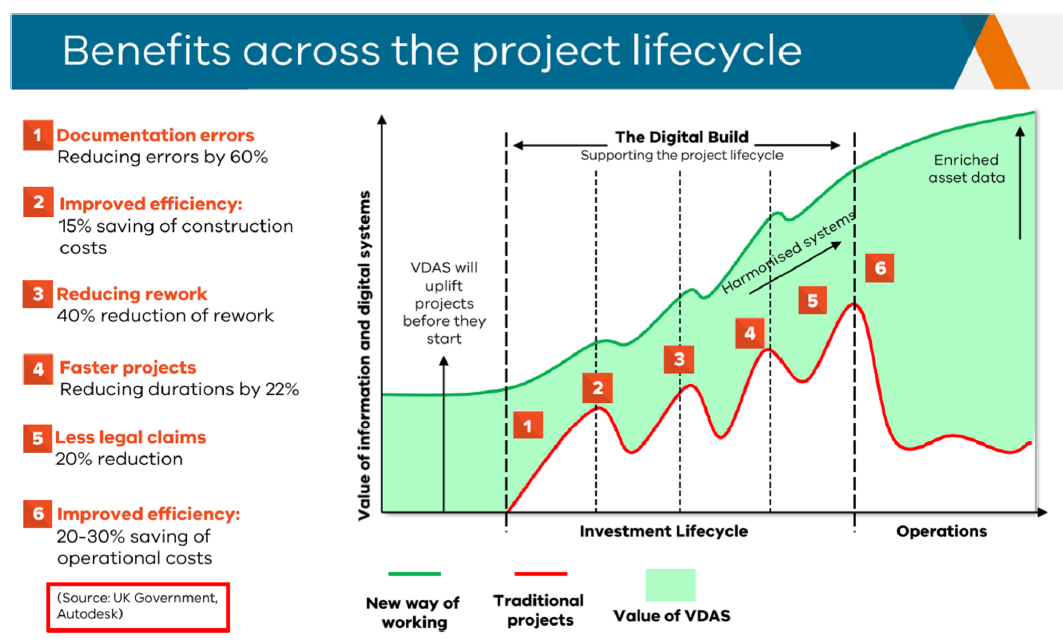 Benefits across the project lifecycle
1 Documentation errors
Reducing errors by 60%
2 Improved efficiency:
15% saving of construction
costs
3 Reducing rework
40% reduction of rework
4 Faster projects
Reducing durations by 22%
5 Less legal claims
20% reduction
6 Improved efficiency:
20-30% saving of
operational costs
(Source: UK Government,
Autodesk)
Value of information and digital systems
The Digital Build
Supporting the project lifecycle
Enriched
asset data
VDAS will
uplift
projects
before they
start
Harmonised systems
1
2
3
4
5
6
Investment Lifecycle
Operations
New way of
working
Traditional
projects
Value of VDAS